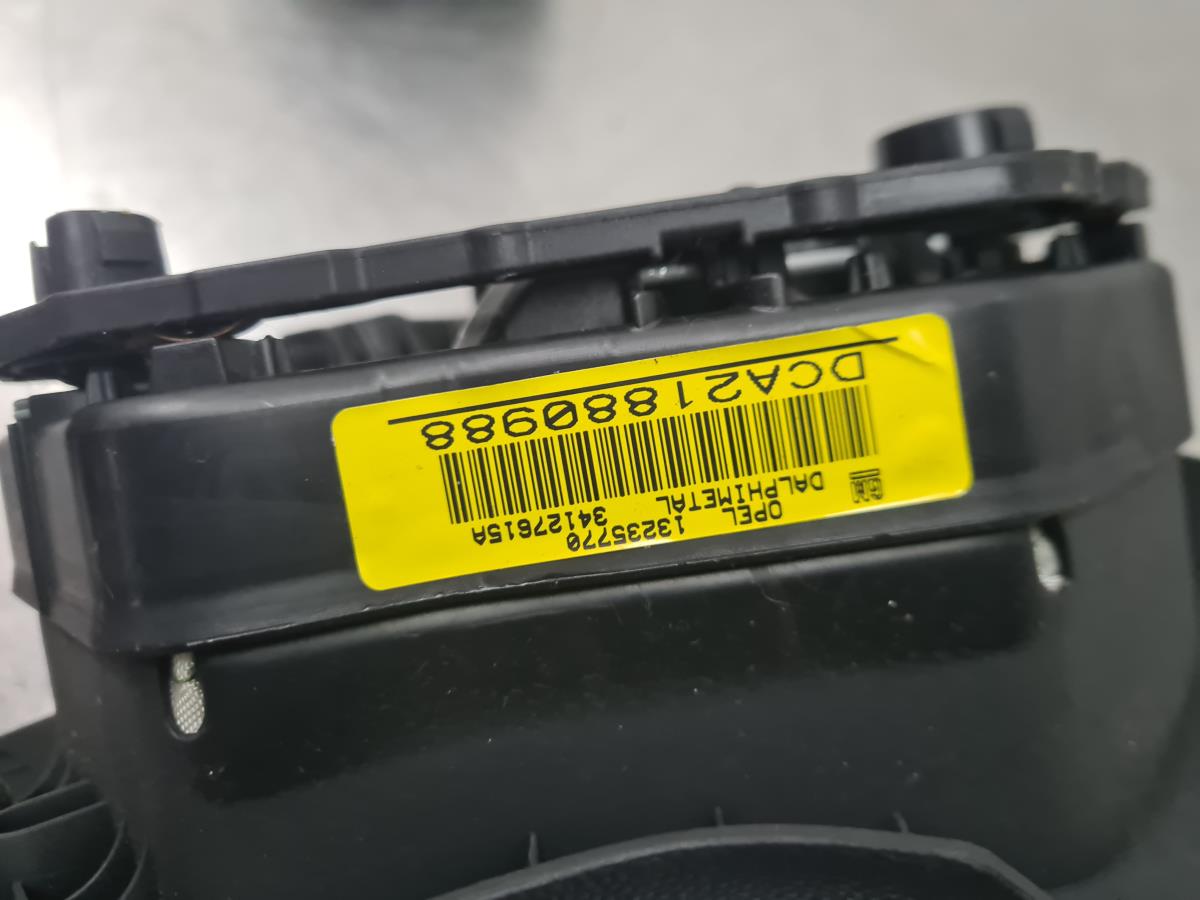 GM
OPEL 13235770
DALPHIMETAL 34127615A
DCA21880988